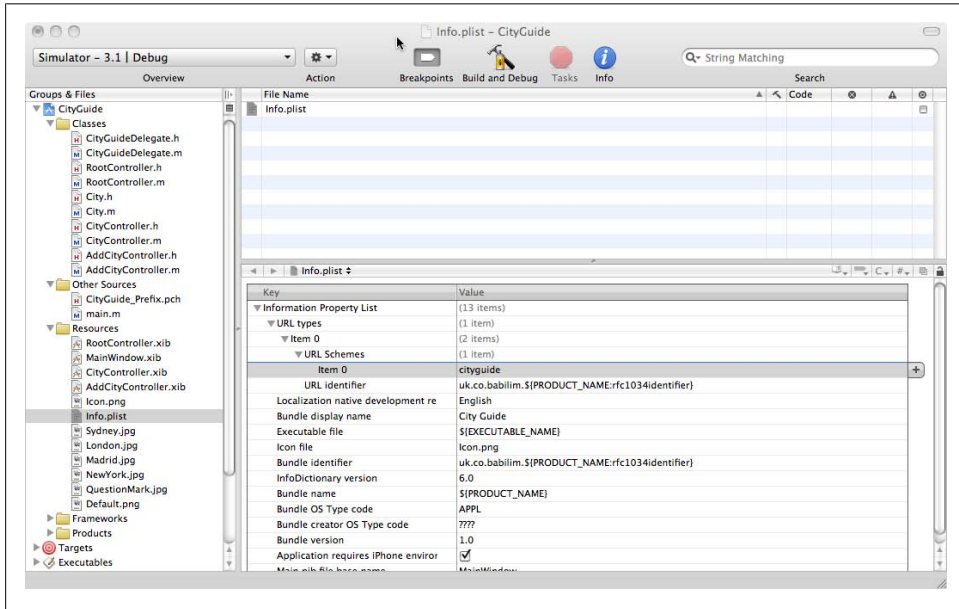 Info.plist – CityGuide
Simulator – 3.1 | Debug
Overview
Action
Breakpoints
Build and Debug
Tasks
Info
String Matching
Search
Groups & Files
CityGuide
Classes
CityGuideDelegate.h
CityGuideDelegate.m
RootController.h
RootController.m
City.h
City.m
CityController.h
CityController.m
AddCityController.h
AddCityController.m
Other Sources
CityGuide_Prefix.pch
main.m
Resources
RootController.xib
MainWindow.xib
CityController.xib
AddCityController.xib
Icon.png
Info.plist
Sydney.jpg
London.jpg
Madrid.jpg
NewYork.jpg
QuestionMark.jpg
Default.png
Frameworks
Products
Targets
Executables
File Name Code
Info.plist
Info.plist
C #
Key Value
Information Property List (13 items)
URL types (1 item)
Item 0 (2 items)
URL Schemes (1 item)
Item 0 cityguide
URL identifier uk.co.babilim.${PRODUCT_NAME:rfc1034identifier}
Localization native development re English
Bundle display name City Guide
Executable file ${EXECUTABLE_NAME}
Icon file Icon.png
Bundle identifier uk.co.babilim.${PRODUCT_NAME:rfc1034identifier}
InfoDictionary version 6.0
Bundle name ${PRODUCT_NAME}
Bundle OS Type code APPL
Bundle creator OS Type code ????
Bundle version 1.0
Application requires iPhone enviror
Main nib file base name MainWindow